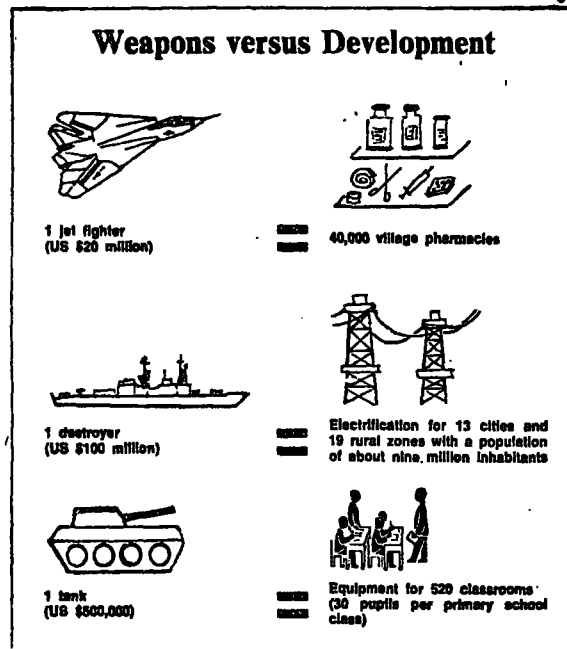 Weapons versus Development
1 jet fighter
(US $20 million)
=
40,000 village pharmacies
1 destroyer
(US $100 million)
=
Electrification for 13 cities and
19 rural zones with a population
of about nine million inhabitants
1 tank
(US $500,000)
=
Equipment for 520 classrooms
(30 pupils per primary school
class)